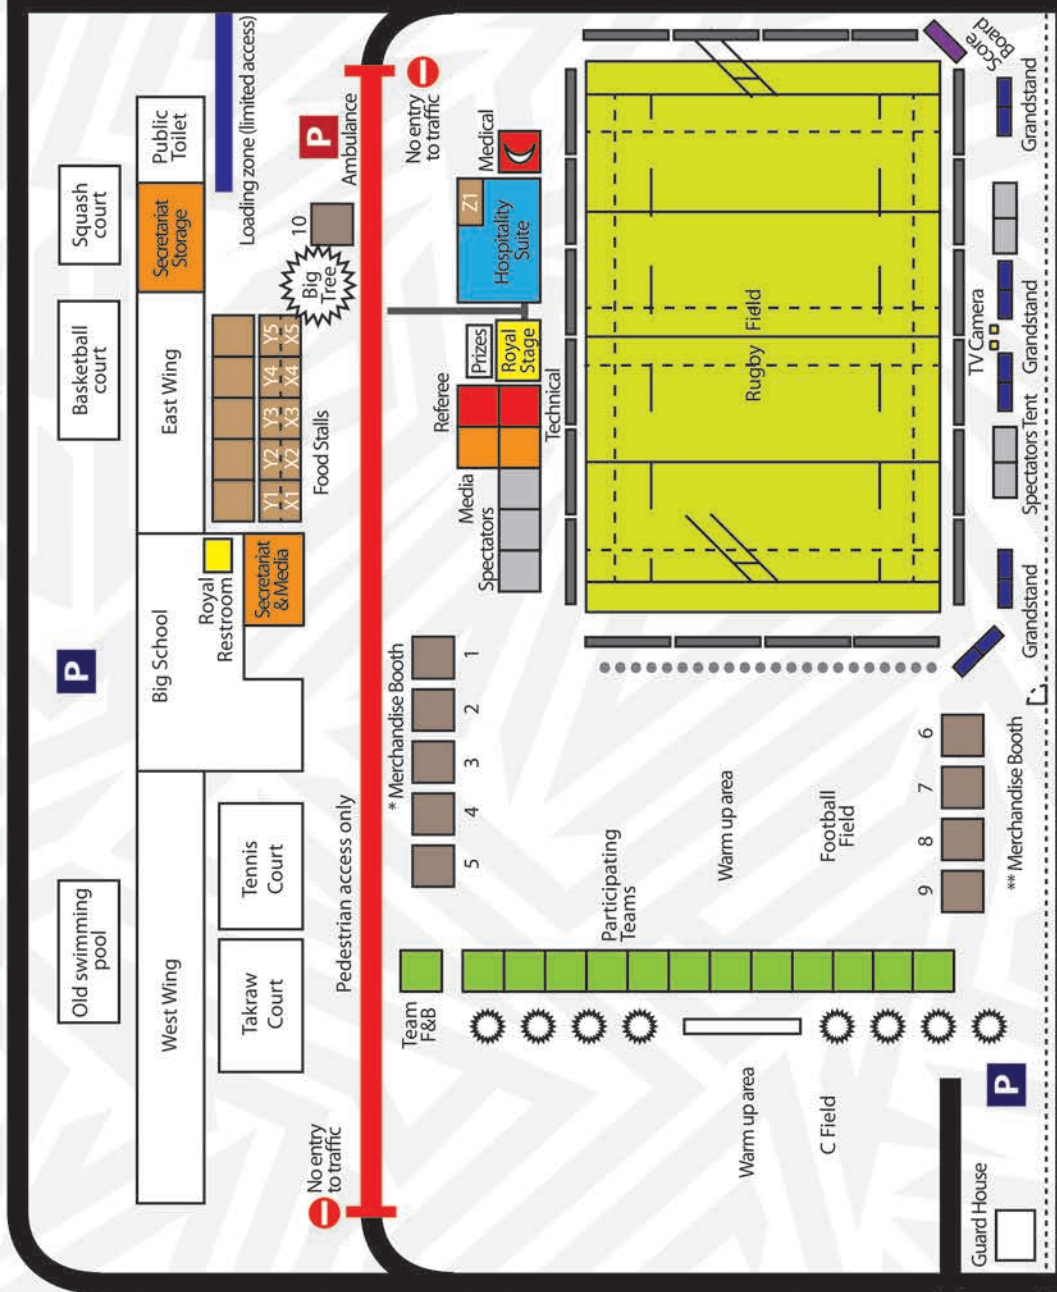 Old swimming
pool
P
Basketball
court
Squash
court
West Wing
Big School
East Wing
Secretariat
Storage
Public
Toilet
Takraw
Court
Tennis
Court
Royal
Restroom
Secretariat
& Media
Y1 Y2 Y3 Y4 Y5
X1 X2 X3 X4 X5
Food Stalls
Loading zone (limited access)
Big
Tree
10
P
Ambulance
No entry
to traffic
Pedestrian access only
No entry
to traffic
Team
F&B
* Merchandise Booth
5 4 3 2 1
Media
Spectators
Referee
Technical
Prizes
Royal
Stage
Z1
Hospitality
Suite
Medical
Participating
Teams
Warm up area
Football
Field
Rugby Field
Warm up area
C Field
9 8 7 6
** Merchandise Booth
Guard House
P
Grandstand
Spectators Tent
TV Camera
Grandstand
Grandstand
Score
Board